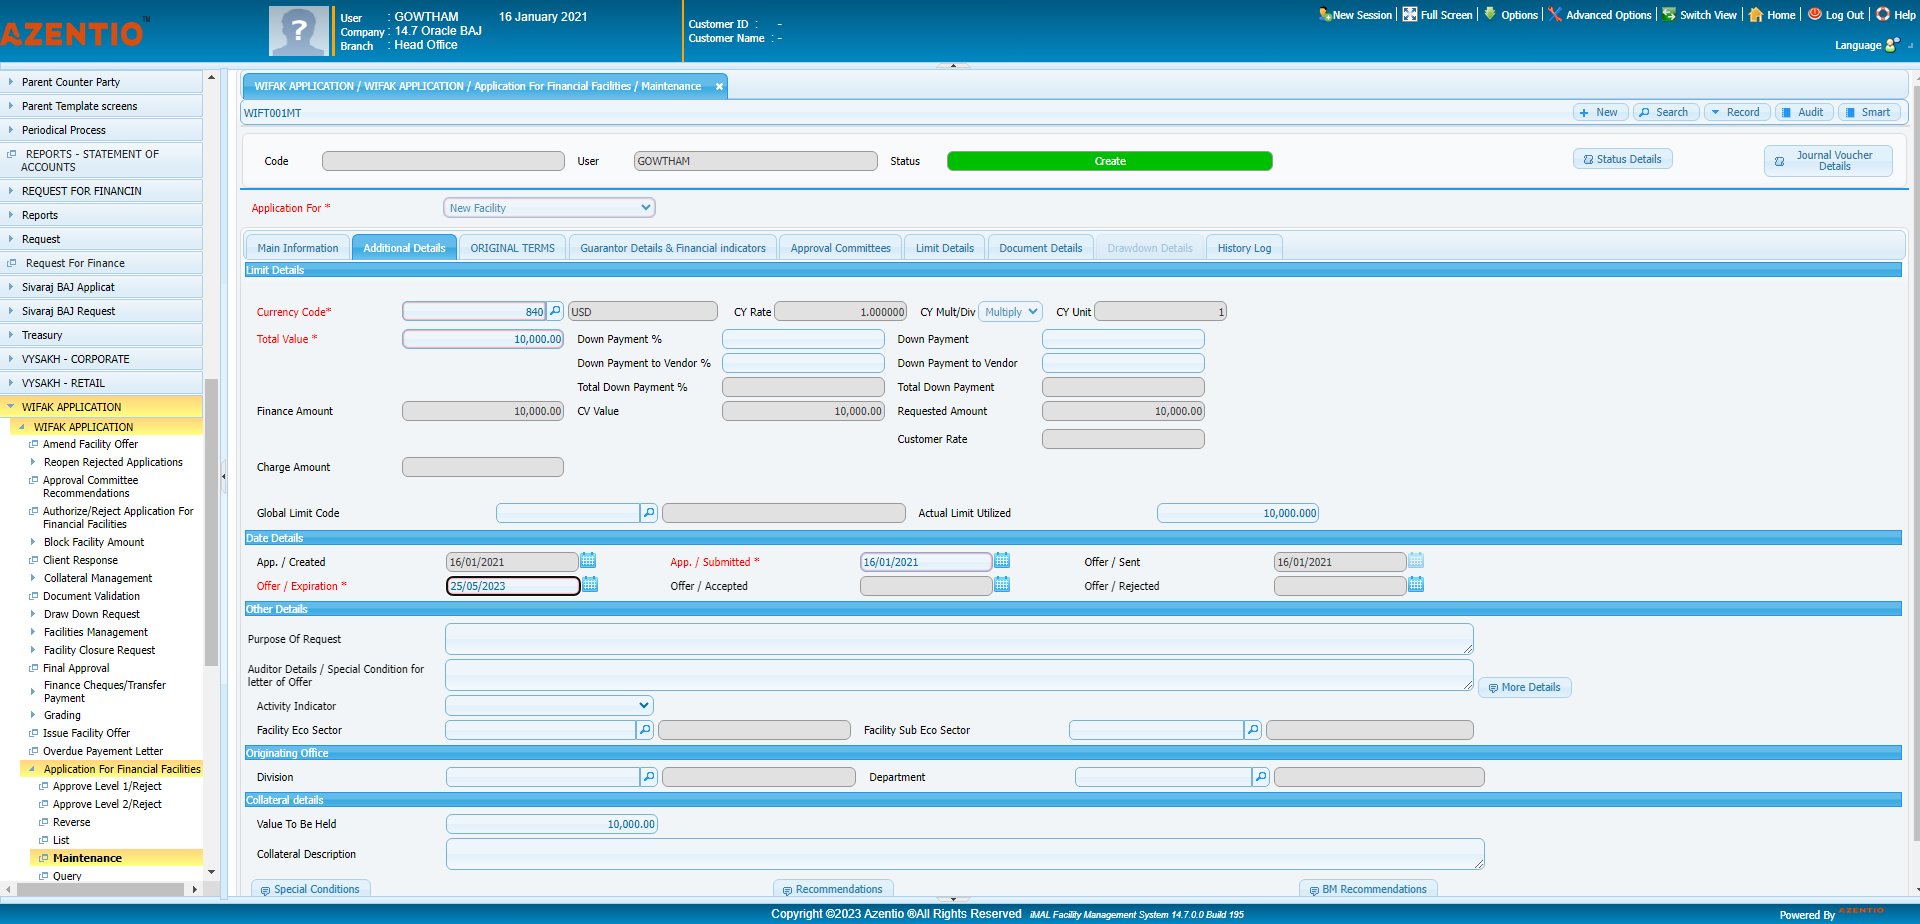 AZENTIO™
User : GOWTHAM 16 January 2021
Company : 14.7 Oracle BAJ
Branch : Head Office
Customer ID : -
Customer Name : -
New Session Full Screen Options Advanced Options Switch View Home Log Out Help
Language
Parent Counter Party
Parent Template screens
Periodical Process
REPORTS - STATEMENT OF
ACCOUNTS
REQUEST FOR FINANCIN
Reports
Request
Request For Finance
Sivaraj BAJ Applicat
Sivaraj BAJ Request
Treasury
VYSAKH - CORPORATE
VYSAKH - RETAIL
WIFAK APPLICATION
WIFAK APPLICATION
Amend Facility Offer
Reopen Rejected Applications
Approval Committee
Recommendations
Authorize/Reject Application For
Financial Facilities
Block Facility Amount
Client Response
Collateral Management
Document Validation
Draw Down Request
Facilities Management
Facility Closure Request
Final Approval
Finance Cheques/Transfer
Payment
Grading
Issue Facility Offer
Overdue Payement Letter
Application For Financial Facilities
Approve Level 1/Reject
Approve Level 2/Reject
Reverse
List
Maintenance
Query
WIFAK APPLICATION / WIFAK APPLICATION / Application For Financial Facilities / Maintenance
WIFT001MT
New Search Record Audit Smart
Code User GOWTHAM Status Create Status Details Journal Voucher
Details
Application For * New Facility
Main Information Additional Details ORIGINAL TERMS Guarantor Details & Financial indicators Approval Committees Limit Details Document Details Drawdown Details History Log
Limit Details
Currency Code* 840 USD CY Rate 1.000000 CY Mult/Div Multiply CY Unit 1
Total Value * 10,000.00 Down Payment % Down Payment
Down Payment to Vendor % Down Payment to Vendor
Total Down Payment % Total Down Payment
Finance Amount 10,000.00 CV Value 10,000.00 Requested Amount 10,000.00
Customer Rate
Charge Amount
Global Limit Code Actual Limit Utilized 10,000.000
Date Details
App. / Created 16/01/2021 App. / Submitted * 16/01/2021 Offer / Sent 16/01/2021
Offer / Expiration * 25/05/2023 Offer / Accepted Offer / Rejected
Other Details
Purpose Of Request
Auditor Details / Special Condition for
letter of Offer
More Details
Activity Indicator
Facility Eco Sector Facility Sub Eco Sector
Originating Office
Division Department
Collateral details
Value To Be Held 10,000.00
Collateral Description
Special Conditions Recommendations BM Recommendations
Copyright ©2023 Azentio ®All Rights Reserved iMAL Facility Management System 14.7.0.0 Build 195
Powered By AZENTIO